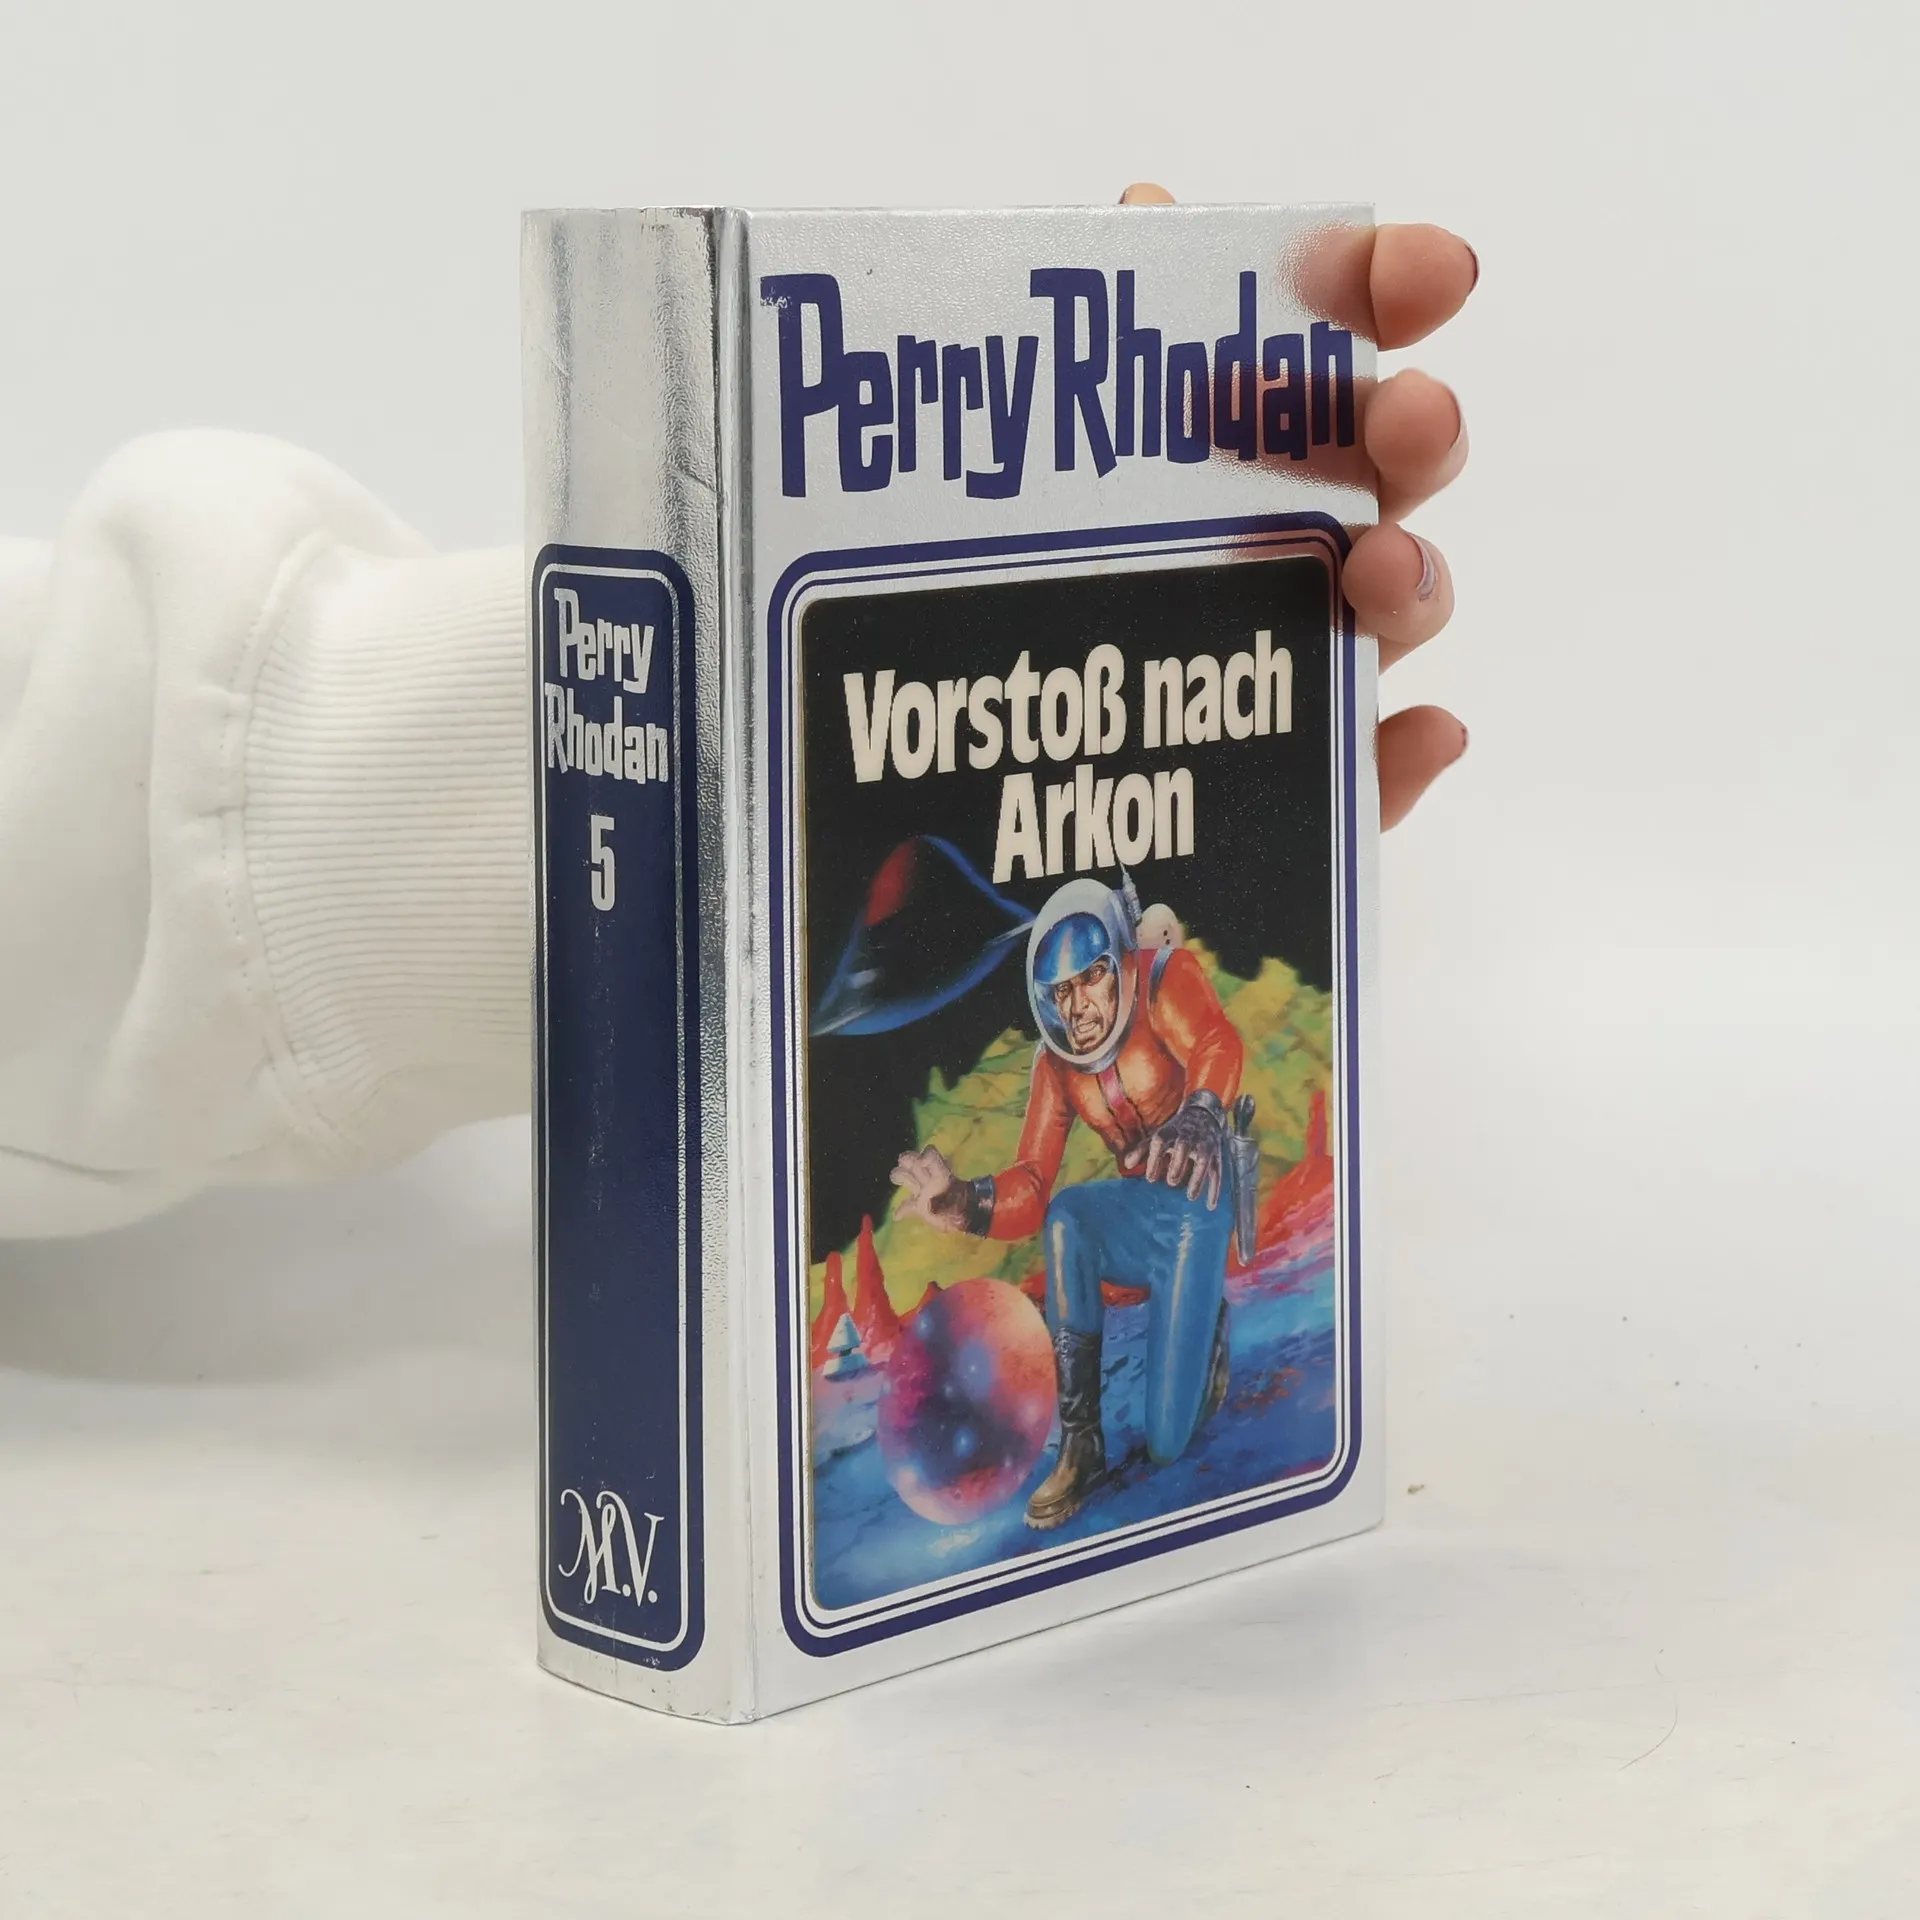 Perry Rhodan
Vorstoß nach
Arkon
Perry
Rhodan
5
M.V.